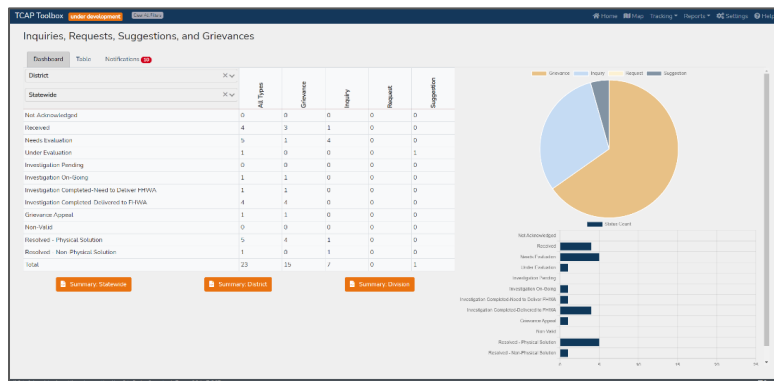 TCAP Toolbox under development Clear All Filters Home Map Tracking Reports Settings Help
Inquiries, Requests, Suggestions, and Grievances
Dashboard Table Notifications 10
District
Statewide
All Types Grievance Inquiry Request Suggestion
Not Acknowledged 0 0 0 0 0
Received 4 3 1 0 0
Needs Evaluation 5 1 4 0 0
Under Evaluation 1 0 0 0 1
Investigation Pending 0 0 0 0 0
Investigation On-Going 1 1 0 0 0
Investigation Completed-Need to Deliver FHWA 1 1 0 0 0
Investigation Completed-Delivered to FHWA 4 4 0 0 0
Grievance Appeal 1 1 0 0 0
Non-Valid 0 0 0 0 0
Resolved - Physical Solution 5 4 1 0 0
Resolved - Non-Physical Solution 1 0 1 0 0
Total 23 15 7 0 1
Summary: Statewide Summary: District Summary: Division
Grievance Inquiry Request Suggestion
Status Count
Not Acknowledged
Received
Needs Evaluation
Under Evaluation
Investigation Pending
Investigation On-Going
Investigation Completed-Need to Deliver FHWA
Investigation Completed-Delivered to FHWA
Grievance Appeal
Non-Valid
Resolved - Physical Solution
Resolved - Non-Physical Solution
0 5 10 15 20 25